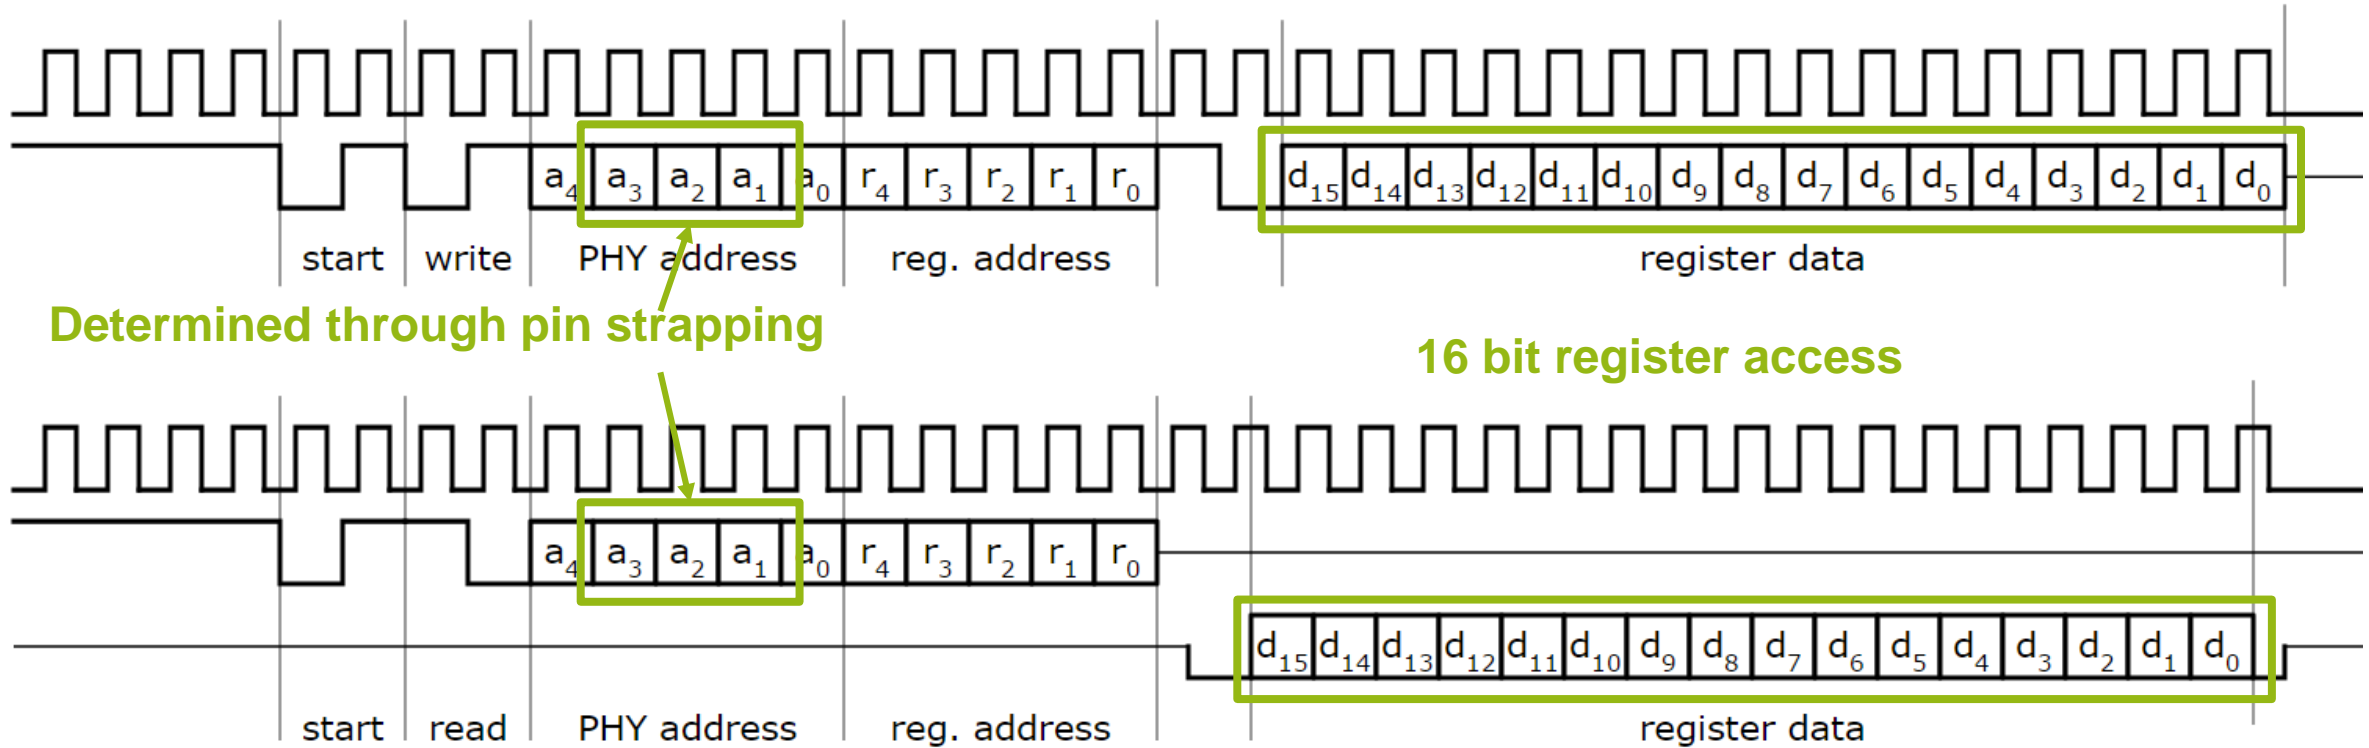 a4 a3 a2 a1 a0 r4 r3 r2 r1 r0 d15 d14 d13 d12 d11 d10 d9 d8 d7 d6 d5 d4 d3 d2 d1 d0
start write PHY address reg. address register data
Determined through pin strapping
16 bit register access
a4 a3 a2 a1 a0 r4 r3 r2 r1 r0
d15 d14 d13 d12 d11 d10 d9 d8 d7 d6 d5 d4 d3 d2 d1 d0
start read PHY address reg. address register data